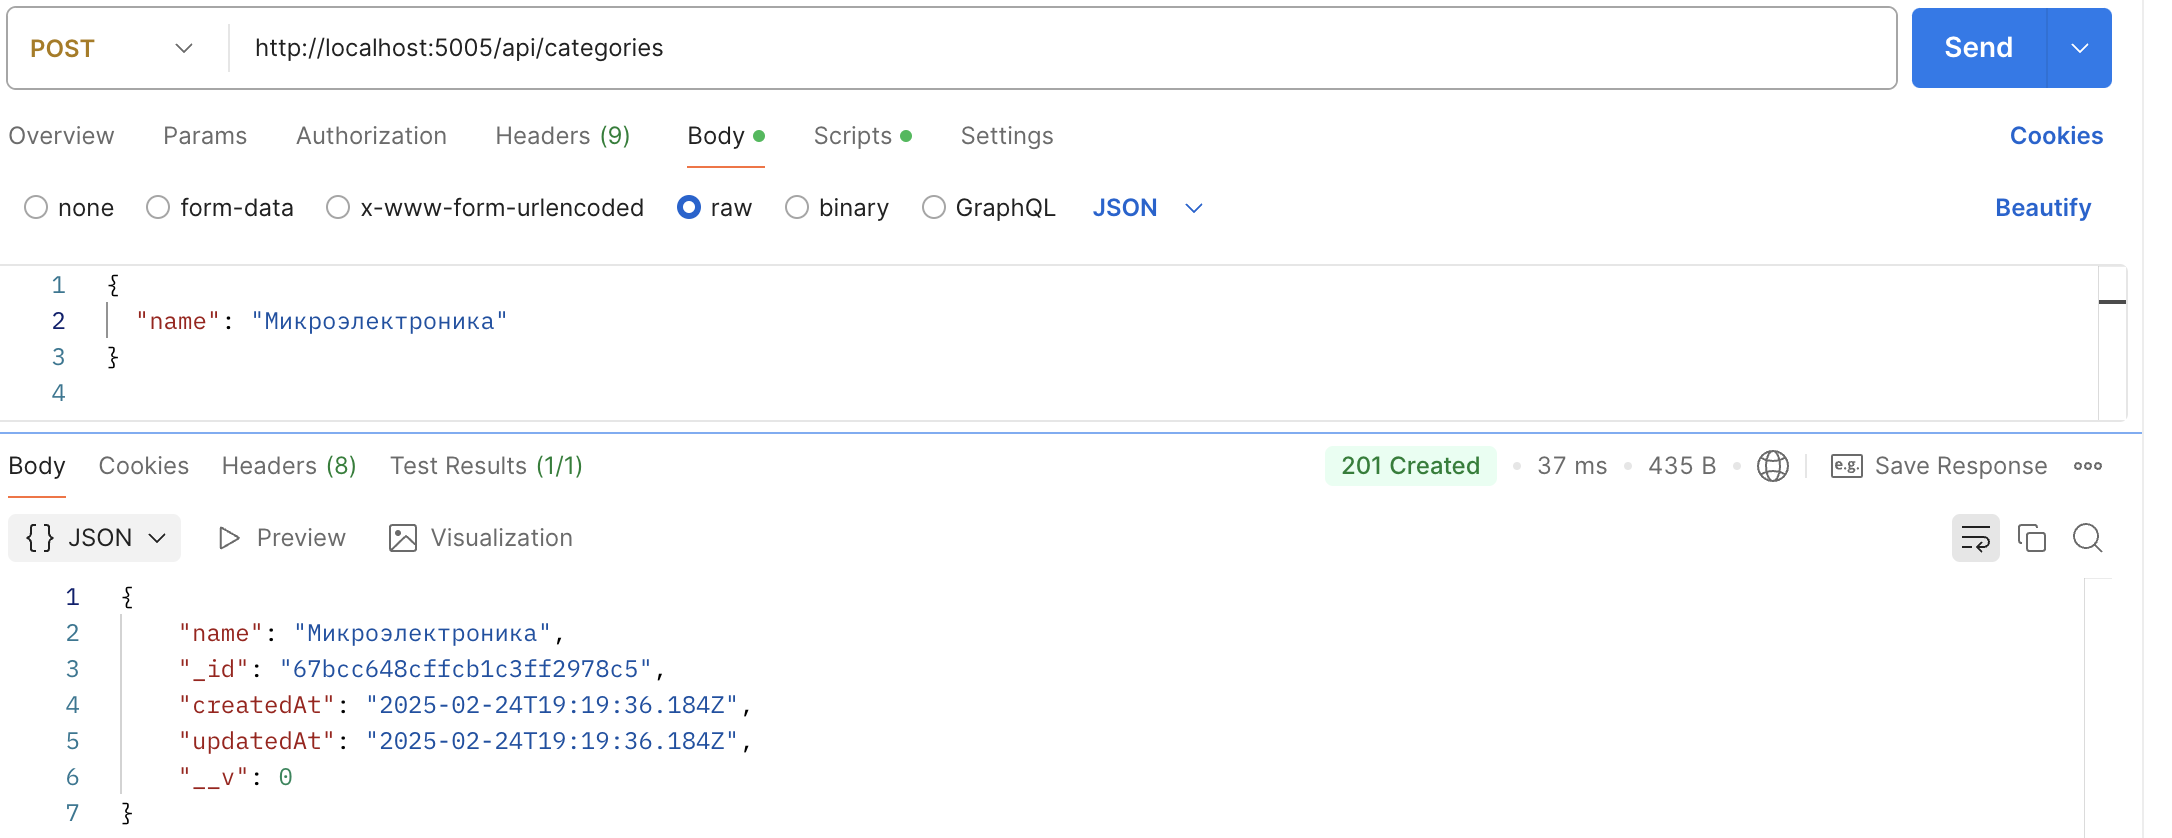 POST http://localhost:5005/api/categories Send
Overview Params Authorization Headers (9) Body Scripts Settings Cookies
none form-data x-www-form-urlencoded raw binary GraphQL JSON Beautify
1 {
2 "name": "Микроэлектроника"
3 }
4
Body Cookies Headers (8) Test Results (1/1) 201 Created 37 ms 435 B e.g. Save Response
{ } JSON Preview Visualization
1 {
2 "name": "Микроэлектроника",
3 "_id": "67bcc648cffcb1c3ff2978c5",
4 "createdAt": "2025-02-24T19:19:36.184Z",
5 "updatedAt": "2025-02-24T19:19:36.184Z",
6 "__v": 0
7 }